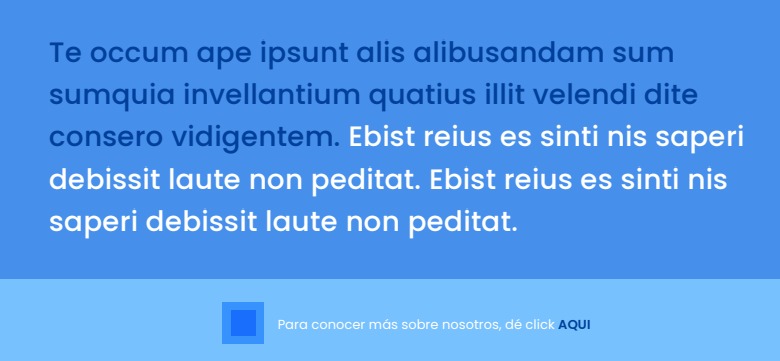 Te occum ape ipsunt alis alibusandam sum
sumquia invellantium quatius illit velendi dite
consero vidigentem. Ebist reius es sinti nis saperi
debissit laute non peditat. Ebist reius es sinti nis
saperi debissit laute non peditat.
Para conocer más sobre nosotros, dé click AQUI